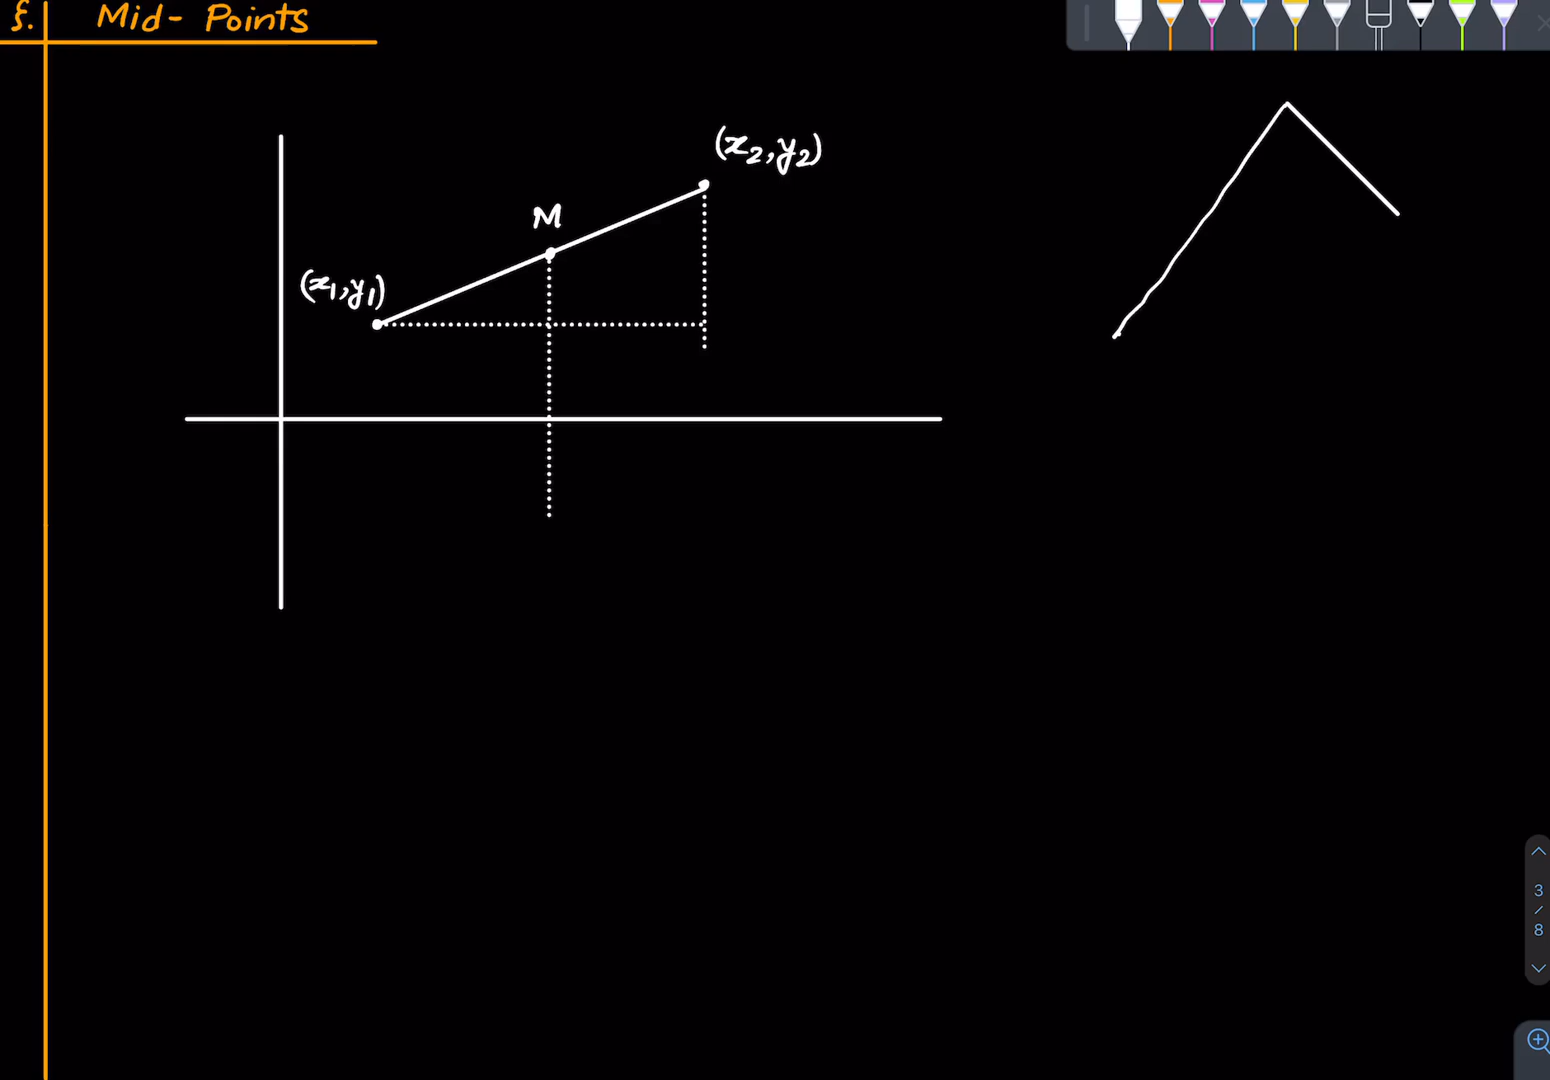 f. Mid- Points
(x₂,y₂)
M
(x₁,y₁)
3
/
8